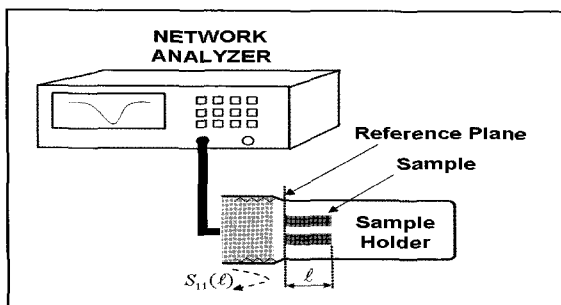 NETWORK
ANALYZER
Reference Plane
Sample
Sample
Holder
S₁₁(ℓ)
ℓ